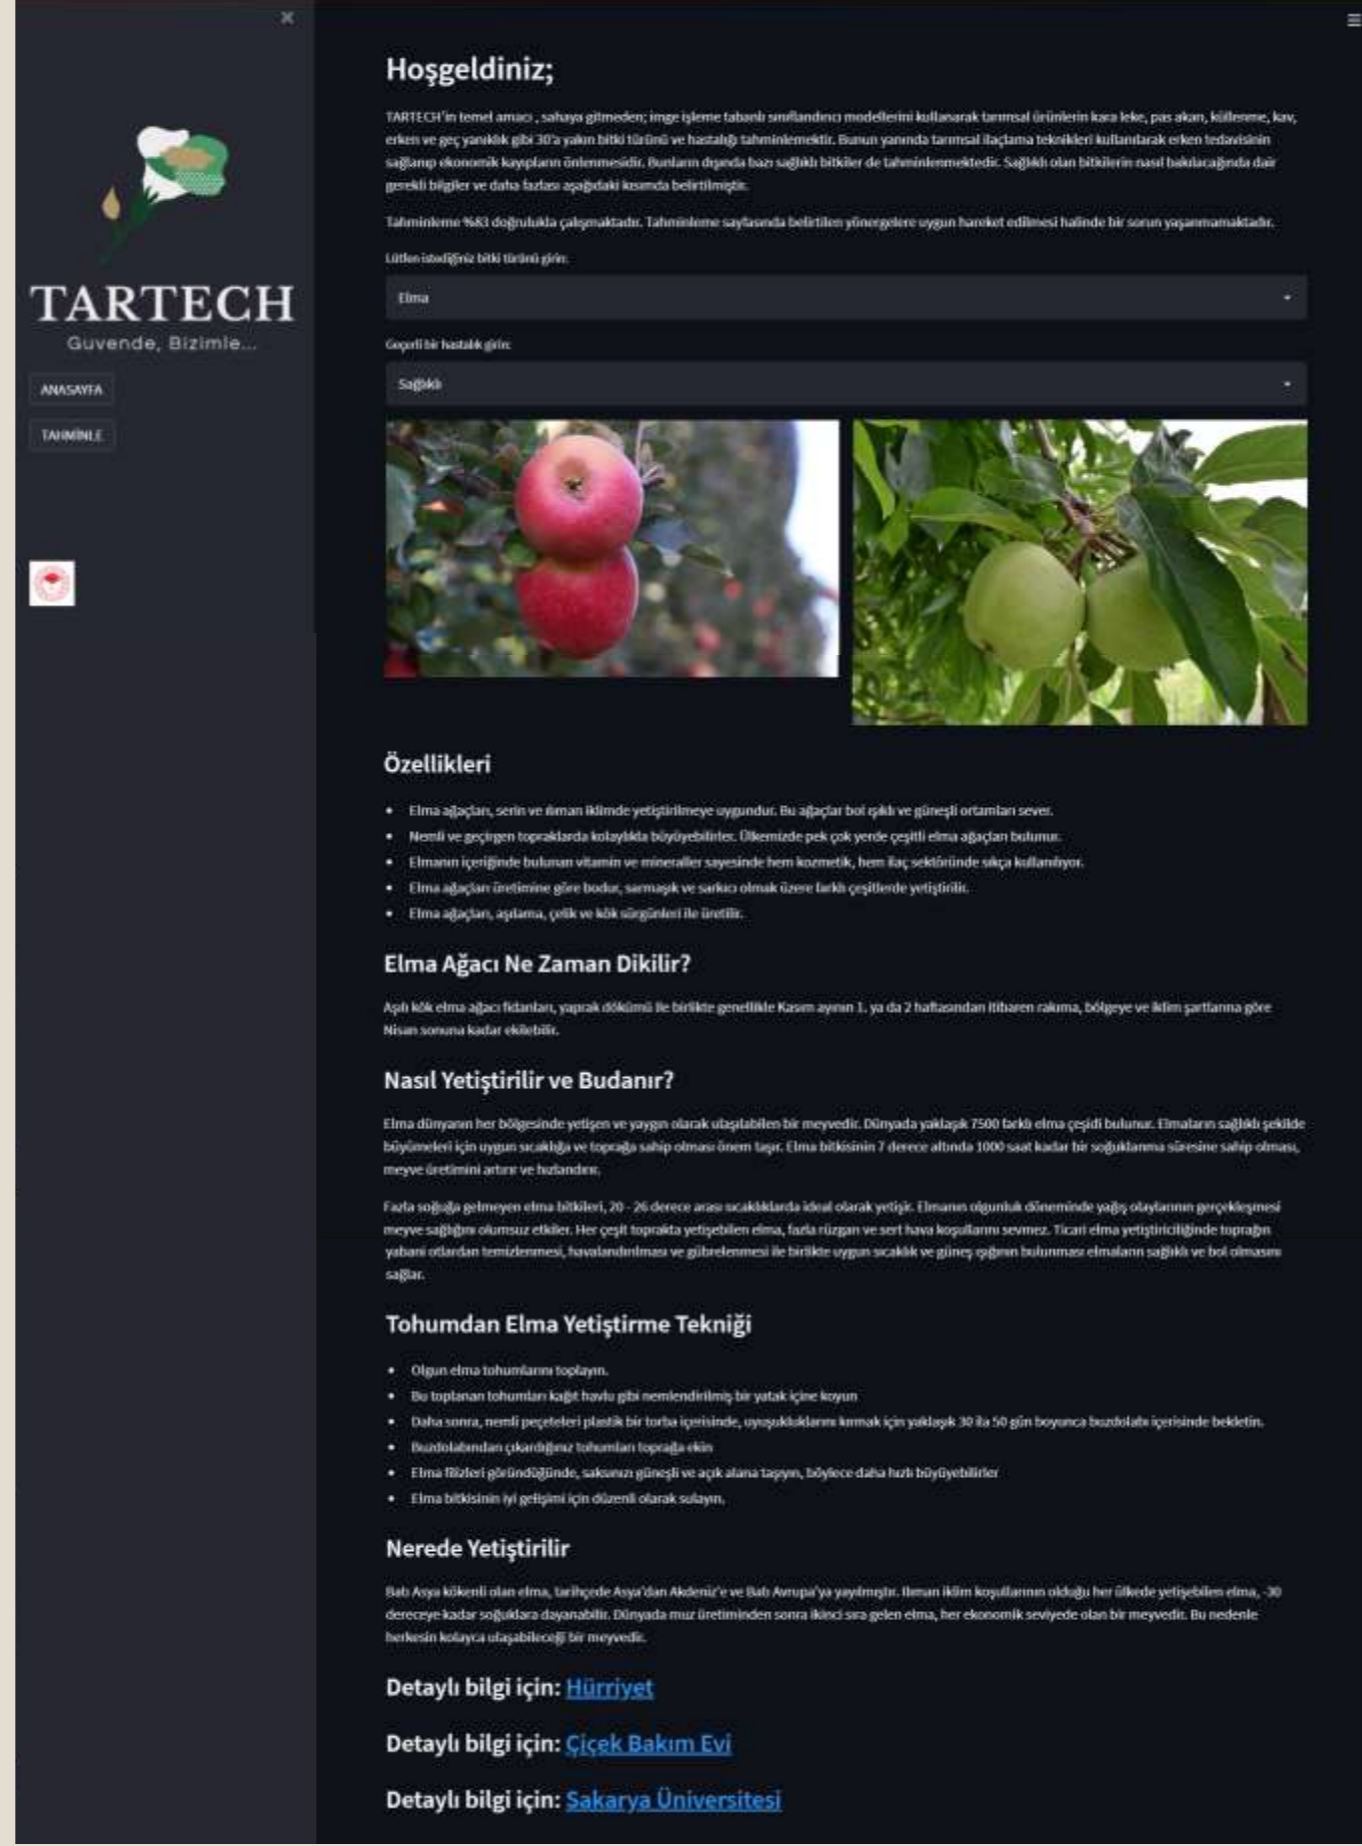 TARTECH
Guvende, Bizimle...
ANASAYFA
TAHMİNLE
Hoşgeldiniz;
TARTECH'in temel amacı , sahaya gitmeden; imge işleme tabanlı sınıflandırıcı modellerini kullanarak tarımsal ürünlerin kara leke, pas akarı, külleme, kav,
erken ve geç yanıklık gibi 30'a yakın bitki türünü ve hastalığı tahminlemektir. Bunun yanında tarımsal ilaçlama teknikleri kullanılarak erken tedavisinin
sağlanıp ekonomik kayıpların önlenmesidir. Bunların dışında bazı sağlıklı bitkiler de tahminlenmektedir. Sağlıklı olan bitkilerin nasıl bakılacağında dair
gerekli bilgiler ve daha fazlası aşağıdaki kısımda belirtilmiştir.
Tahminleme %83 doğrulukla çalışmaktadır. Tahminleme sayfasında belirtilen yönergelere uygun hareket edilmesi halinde bir sorun yaşanmamaktadır.
Lütfen istediğiniz bitki türünü girin:
Elma
Geçerli bir hastalık girin:
Sağlıklı
Özellikleri
• Elma ağaçları, serin ve ılıman iklimde yetiştirilmeye uygundur. Bu ağaçlar bol ışıklı ve güneşli ortamları sever.
• Nemli ve geçirgen topraklarda kolaylıkla büyüyebilirler. Ülkemizde pek çok yerde çeşitli elma ağaçları bulunur.
• Elmanın içeriğinde bulunan vitamin ve mineraller sayesinde hem kozmetik, hem ilaç sektöründe sıkça kullanılıyor.
• Elma ağaçları üretimine göre bodur, sarmaşık ve sarkıcı olmak üzere farklı çeşitlerde yetiştirilir.
• Elma ağaçları, aşılama, çelik ve kök sürgünleri ile üretilir.
Elma Ağacı Ne Zaman Dikilir?
Aşılı kök elma ağacı fidanları, yaprak dökümü ile birlikte genellikle Kasım ayının 1. ya da 2 haftasından itibaren rakıma, bölgeye ve iklim şartlarına göre
Nisan sonuna kadar ekilebilir.
Nasıl Yetiştirilir ve Budanır?
Elma dünyanın her bölgesinde yetişen ve yaygın olarak ulaşılabilen bir meyvedir. Dünyada yaklaşık 7500 farklı elma çeşidi bulunur. Elmaların sağlıklı şekilde
büyümeleri için uygun sıcaklığa ve toprağa sahip olması önem taşır. Elma bitkisinin 7 derece altında 1000 saat kadar bir soğuklanma süresine sahip olması,
meyve üretimini artırır ve hızlandırır.
Fazla soğuğa gelmeyen elma bitkileri, 20 - 26 derece arası sıcaklıklarda ideal olarak yetişir. Elmanın olgunluk döneminde yağış olaylarının gerçekleşmesi
meyve sağlığını olumsuz etkiler. Her çeşit toprakta yetişebilen elma, fazla rüzgarı ve sert hava koşullarını sevmez. Ticari elma yetiştiriciliğinde toprağın
yabani otlardan temizlenmesi, havalandırılması ve gübrelenmesi ile birlikte uygun sıcaklık ve güneş ışığının bulunması elmaların sağlıklı ve bol olmasını
sağlar.
Tohumdan Elma Yetiştirme Tekniği
• Olgun elma tohumlarını toplayın.
• Bu toplanan tohumları kağıt havlu gibi nemlendirilmiş bir yatak içine koyun
• Daha sonra, nemli peçeteleri plastik bir torba içerisinde, uyuşukluklarını kırmak için yaklaşık 30 ila 50 gün boyunca buzdolabı içerisinde bekletin.
• Buzdolabından çıkardığınız tohumları toprağa ekin
• Elma filizleri göründüğünde, saksınızı güneşli ve açık alana taşıyın, böylece daha hızlı büyüyebilirler
• Elma bitkisinin iyi gelişimi için düzenli olarak sulayın.
Nerede Yetiştirilir
Batı Asya kökenli olan elma, tarihçede Asya'dan Akdeniz'e ve Batı Avrupa'ya yayılmıştır. Ilıman iklim koşullarının olduğu her ülkede yetişebilen elma, -30
dereceye kadar soğuklara dayanabilir. Dünyada muz üretiminden sonra ikinci sıra gelen elma, her ekonomik seviyede olan bir meyvedir. Bu nedenle
herkesin kolayca ulaşabileceği bir meyvedir.
Detaylı bilgi için: Hürriyet
Detaylı bilgi için: Çiçek Bakım Evi
Detaylı bilgi için: Sakarya Üniversitesi